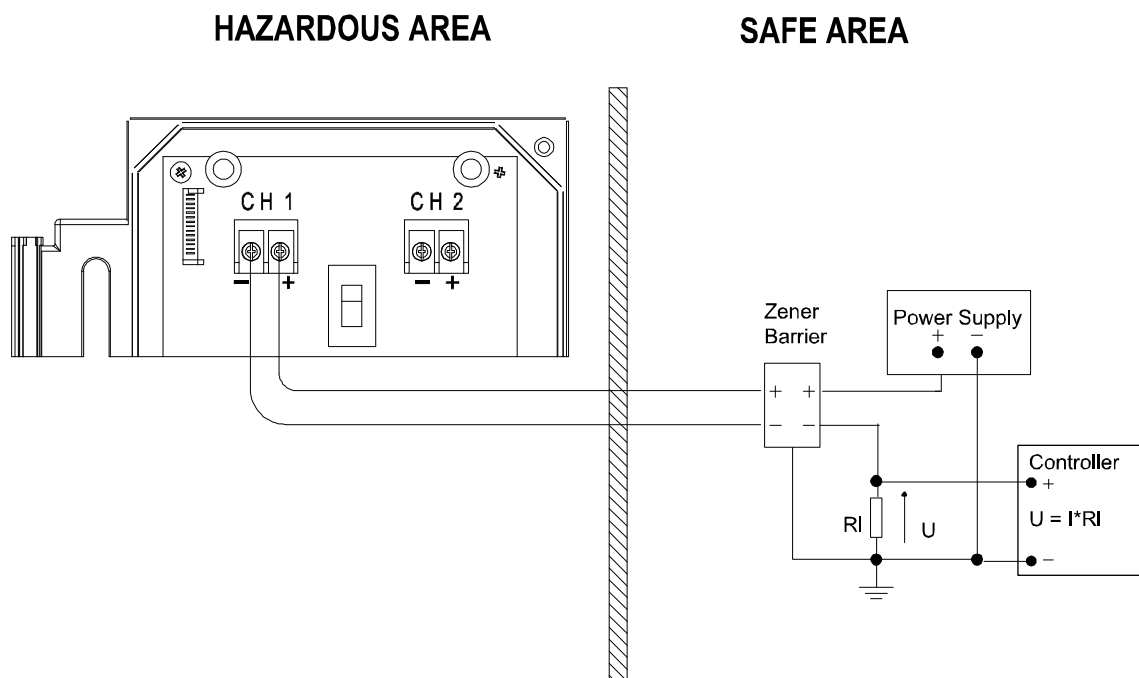 HAZARDOUS AREA
SAFE AREA
CH 1
CH 2
− +
− +
Zener
Barrier
Power Supply
+ −
+ +
− −
Controller
+
U = I*RI
−
RI
U